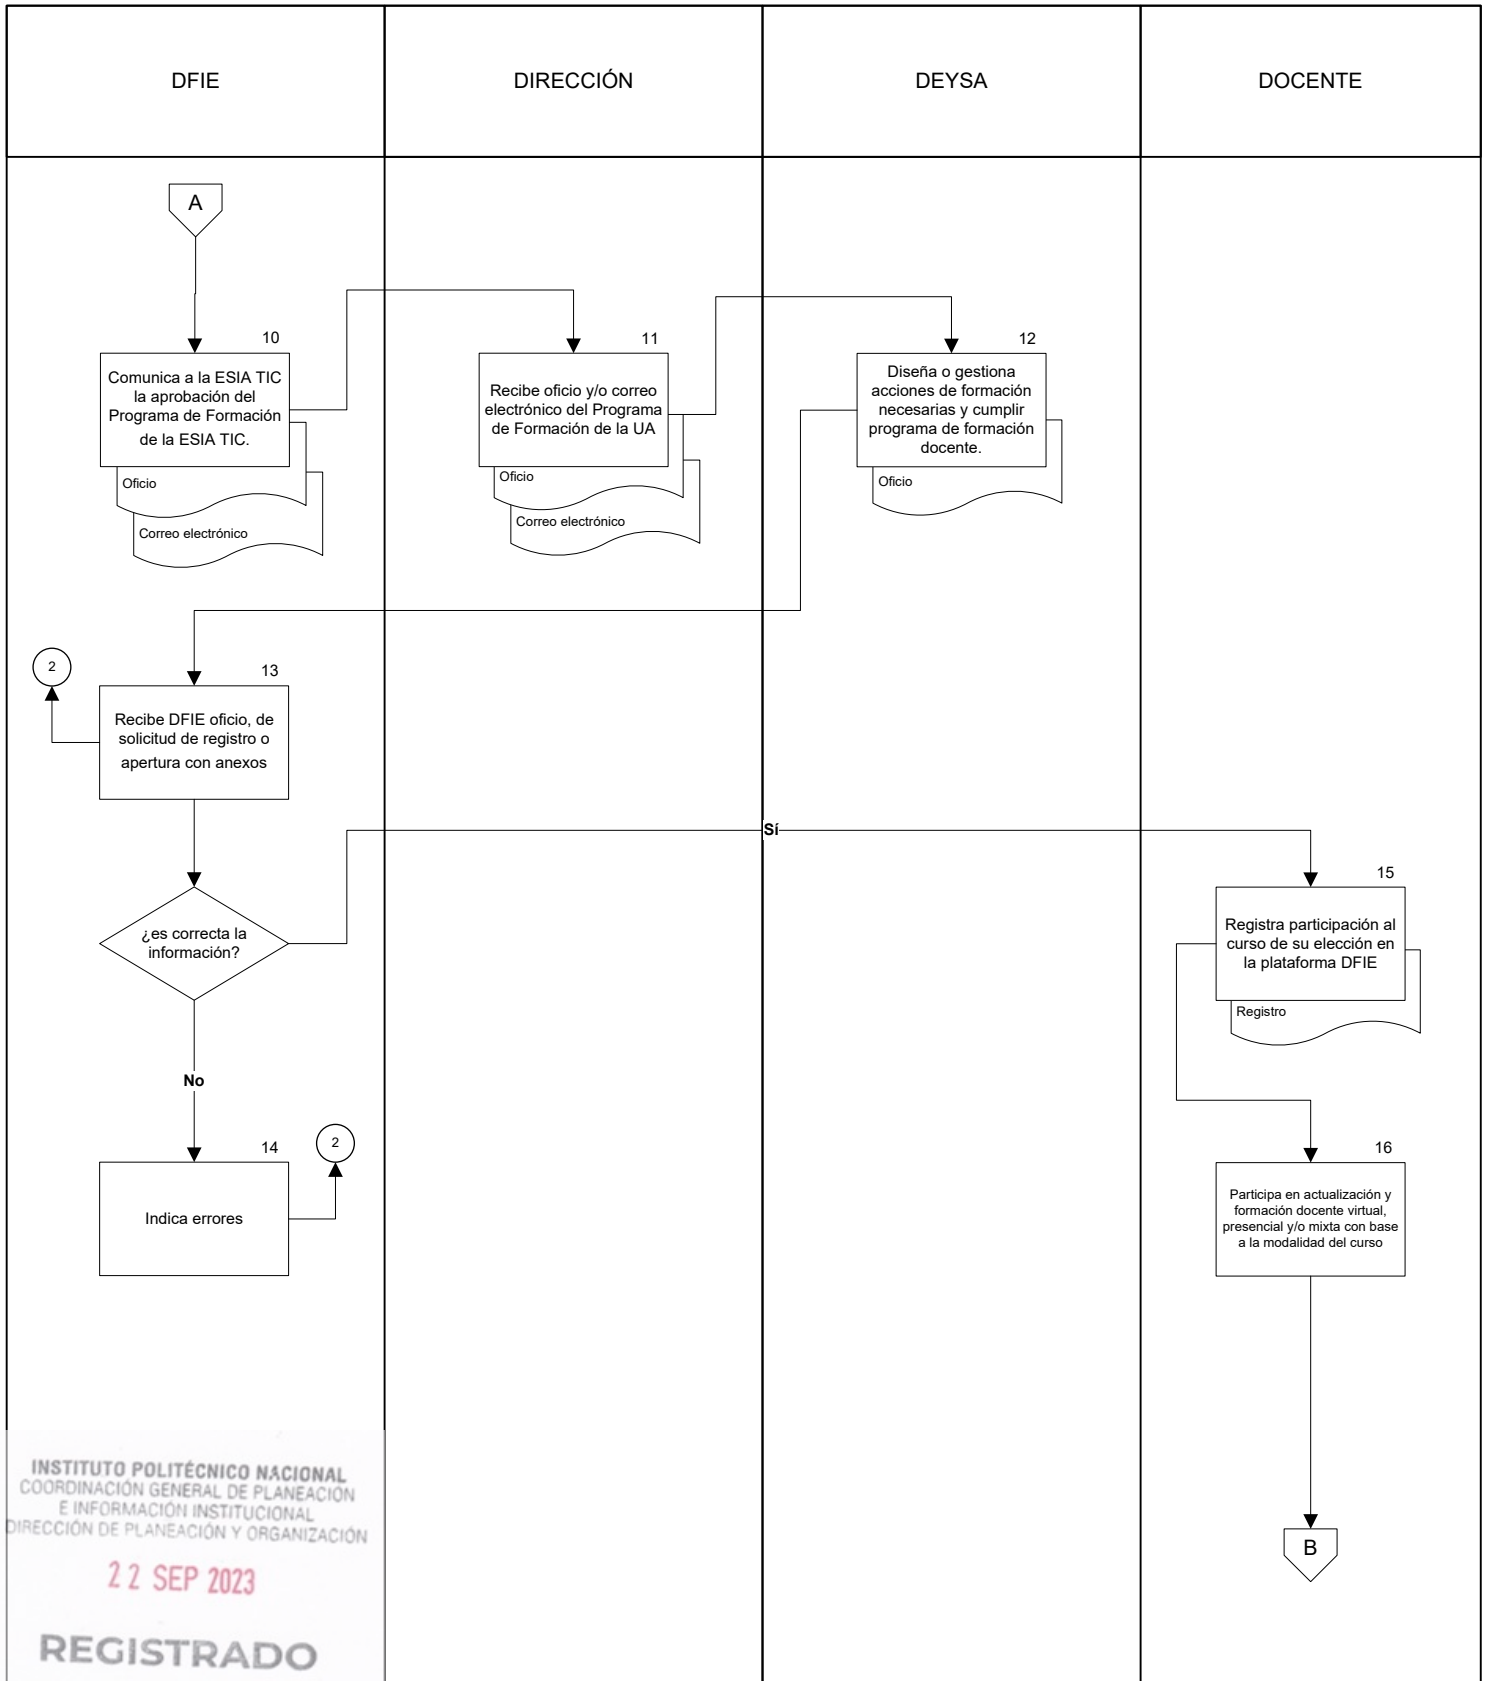 DFIE
DIRECCIÓN
DEYSA
DOCENTE
A
10
Comunica a la ESIA TIC
la aprobación del
Programa de Formación
de la ESIA TIC.
Oficio
Correo electrónico
11
Recibe oficio y/o correo
electrónico del Programa
de Formación de la UA
Oficio
Correo electrónico
12
Diseña o gestiona
acciones de formación
necesarias y cumplir
programa de formación
docente.
Oficio
2
13
Recibe DFIE oficio, de
solicitud de registro o
apertura con anexos
¿es correcta la
información?
Sí
No
14
Indica errores
2
15
Registra participación al
curso de su elección en
la plataforma DFIE
Registro
16
Participa en actualización y
formación docente virtual,
presencial y/o mixta con base
a la modalidad del curso
B
INSTITUTO POLITÉCNICO NACIONAL
COORDINACIÓN GENERAL DE PLANEACIÓN
E INFORMACIÓN INSTITUCIONAL
DIRECCIÓN DE PLANEACIÓN Y ORGANIZACIÓN
22 SEP 2023
REGISTRADO